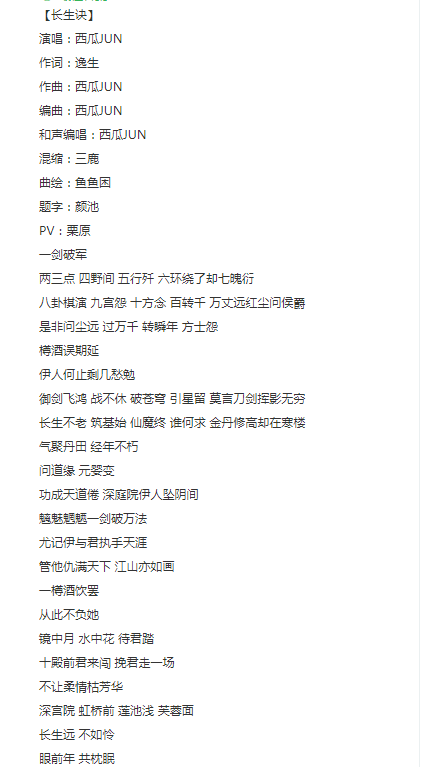 【长生诀】
演唱：西瓜JUN
作词：逸生
作曲：西瓜JUN
编曲：西瓜JUN
和声编唱：西瓜JUN
混缩：三鹿
曲绘：鱼鱼困
题字：颜池
PV：栗原
一剑破军
两三点 四野间 五行歼 六环绕了却七魄衍
八卦棋演 九宫怨 十方念 百转千 万丈远红尘问侯爵
是非问尘远 过万千 转瞬年 方士怨
樽酒误期延
伊人何止剩几愁勉
御剑飞鸿 战不休 破苍穹 引星留 莫言刀剑挥影无穷
长生不老 筑基始 仙魔终 谁何求 金丹修高却在寒楼
气聚丹田 经年不朽
问道缘 元婴变
功成天道倦 深庭院伊人坠阴间
魑魅魍魉一剑破万法
尤记伊与君执手天涯
管他仇满天下 江山亦如画
一樽酒饮罢
从此不负她
镜中月 水中花 待君踏
十殿前君来闯 挽君走一场
不让柔情枯芳华
深宫院 虹桥前 莲池浅 芙蓉面
长生远 不如怜
眼前年 共枕眠